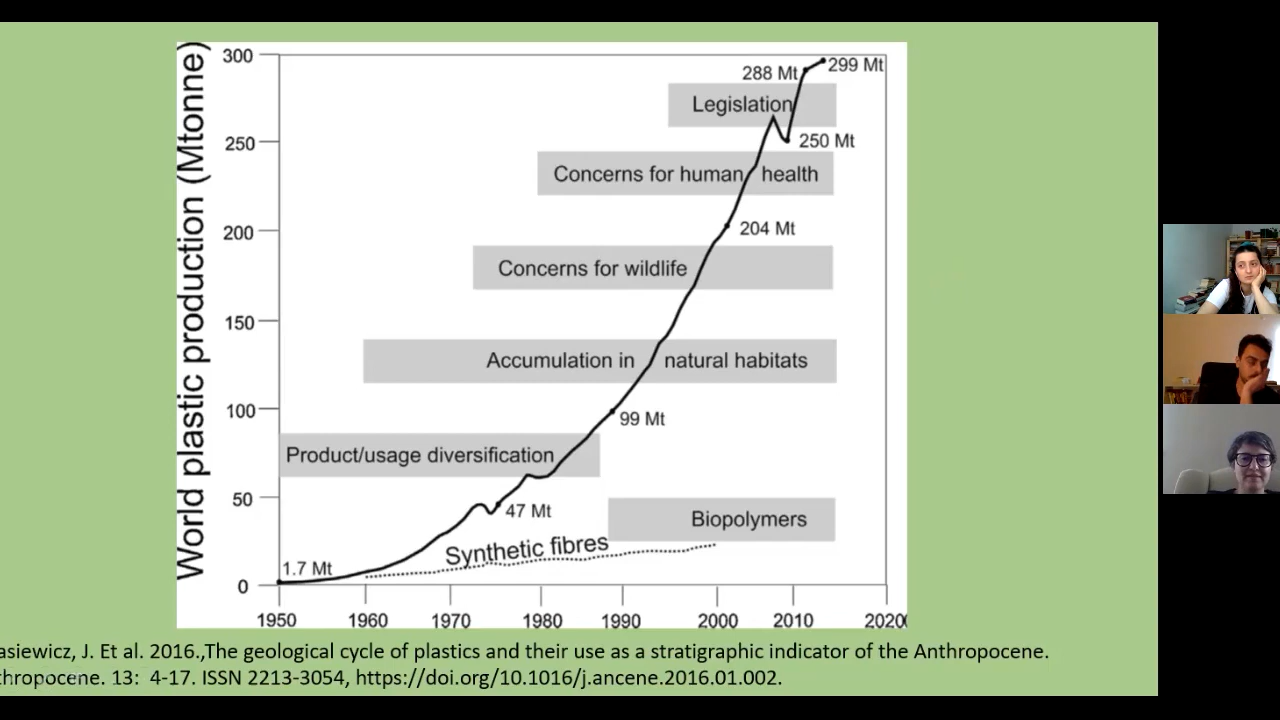 World plastic production (Mtonne)
300
250
200
150
100
50
0
288 Mt
299 Mt
Legislation
250 Mt
Concerns for human health
204 Mt
Concerns for wildlife
Accumulation in natural habitats
99 Mt
Product/usage diversification
47 Mt
Biopolymers
Synthetic fibres
1.7 Mt
1950 1960 1970 1980 1990 2000 2010 2020
asiewicz, J. Et al. 2016.,The geological cycle of plastics and their use as a stratigraphic indicator of the Anthropocene.
thropocene. 13: 4-17. ISSN 2213-3054, https://doi.org/10.1016/j.ancene.2016.01.002.